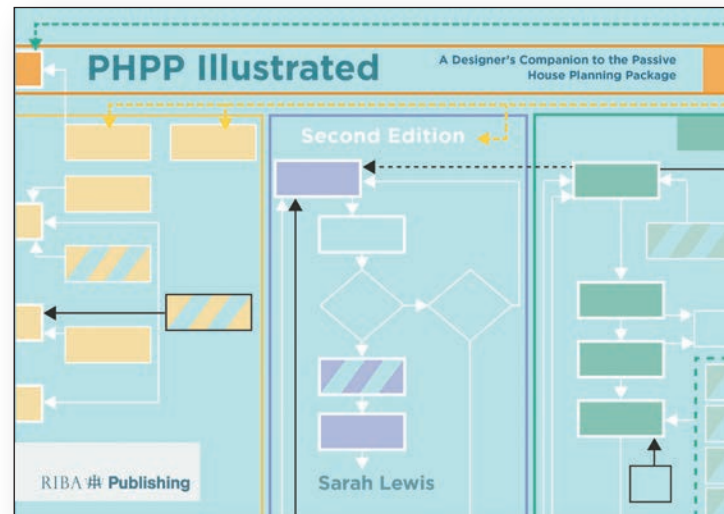 PHPP Illustrated
A Designer's Companion to the Passive
House Planning Package
Second Edition
RIBA Publishing
Sarah Lewis